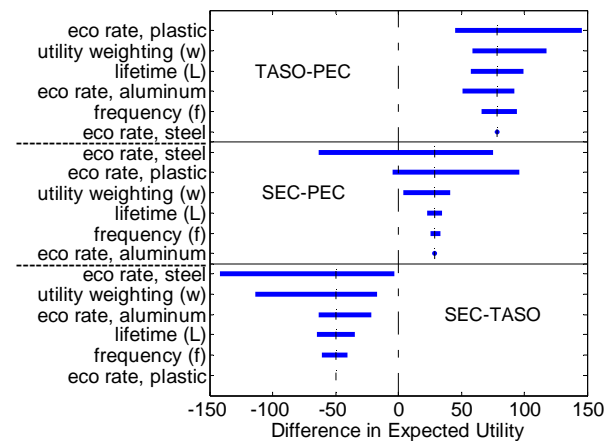 eco rate, plastic
utility weighting (w)
lifetime (L)
TASO-PEC
eco rate, aluminum
frequency (f)
eco rate, steel
eco rate, steel
eco rate, plastic
utility weighting (w)
SEC-PEC
lifetime (L)
frequency (f)
eco rate, aluminum
eco rate, steel
utility weighting (w)
eco rate, aluminum
SEC-TASO
lifetime (L)
frequency (f)
eco rate, plastic
-150 -100 -50 0 50 100 150
Difference in Expected Utility